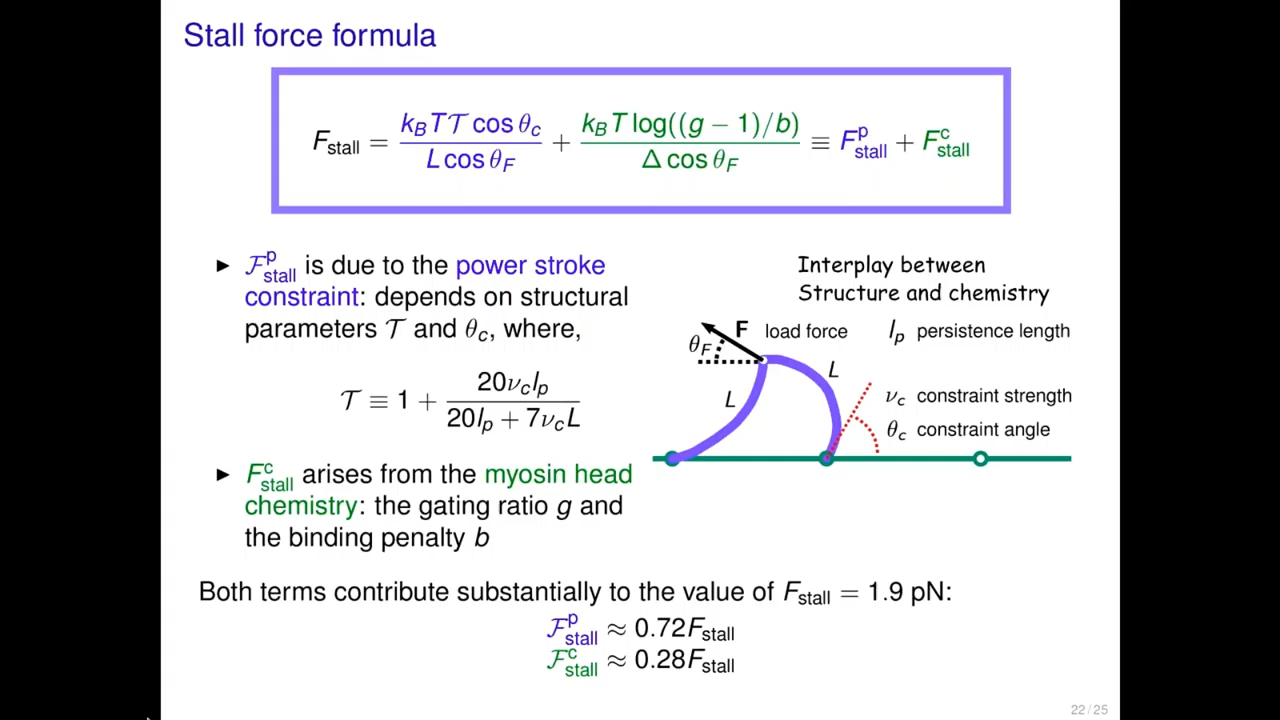 Stall force formula
F_stall = k_B T 𝒯 cos θ_c / L cos θ_F + k_B T log((g − 1)/b) / Δ cos θ_F ≡ F^p_stall + F^c_stall
► ℱ^p_stall is due to the power stroke
constraint: depends on structural
parameters 𝒯 and θ_c, where,
𝒯 ≡ 1 + 20ν_c l_p / 20l_p + 7ν_c L
► F^c_stall arises from the myosin head
chemistry: the gating ratio g and
the binding penalty b
Interplay between
Structure and chemistry
F load force
l_p persistence length
θ_F
L
L
ν_c constraint strength
θ_c constraint angle
Both terms contribute substantially to the value of F_stall = 1.9 pN:
ℱ^p_stall ≈ 0.72F_stall
ℱ^c_stall ≈ 0.28F_stall
22 / 25